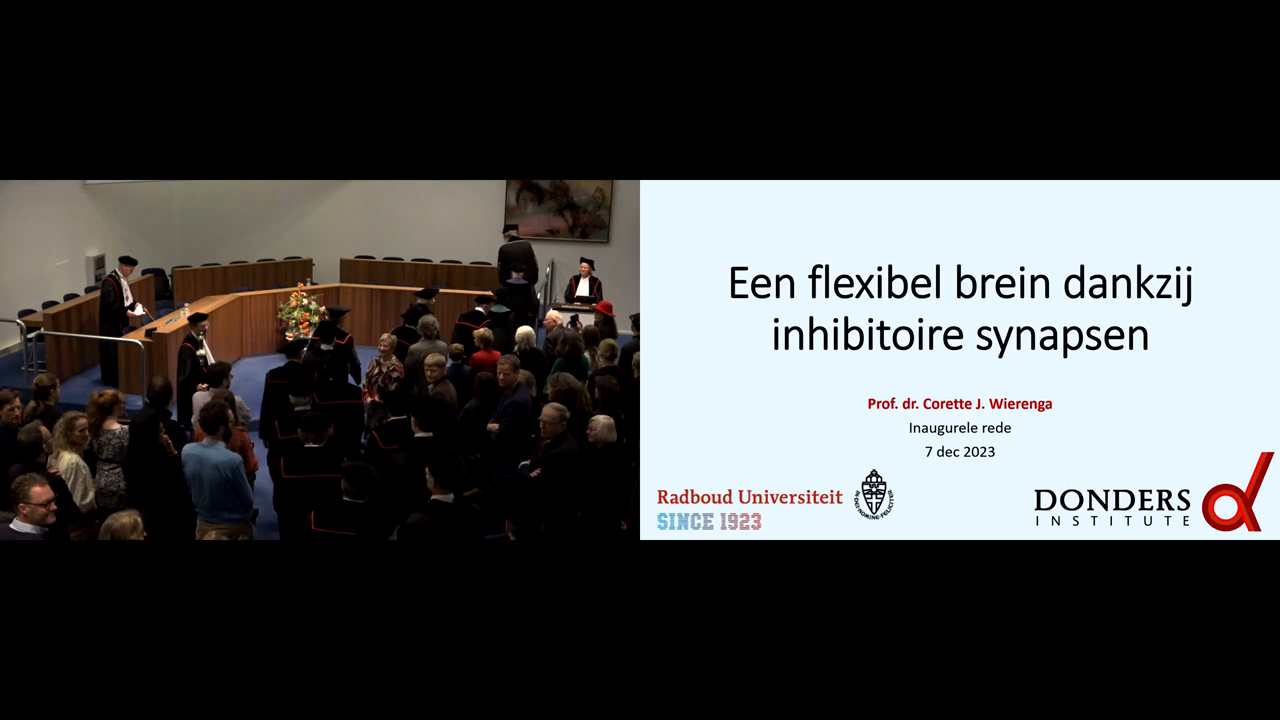 Een flexibel brein dankzij
inhibitoire synapsen
Prof. dr. Corette J. Wierenga
Inaugurele rede
7 dec 2023
Radboud Universiteit
SINCE 1923
DONDERS
INSTITUTE